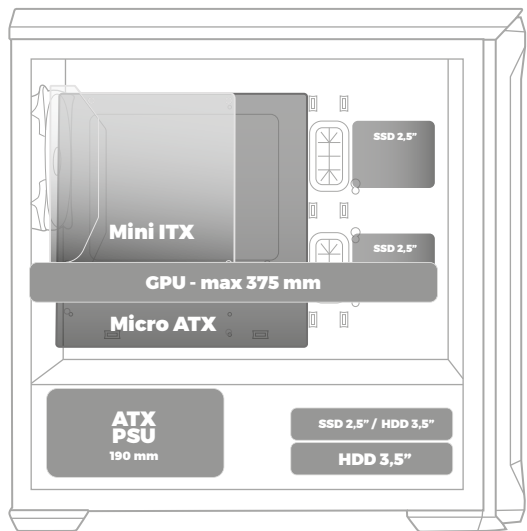 SSD 2,5”
Mini ITX
SSD 2,5”
GPU - max 375 mm
Micro ATX
ATX
PSU
190 mm
SSD 2,5” / HDD 3,5”
HDD 3,5”